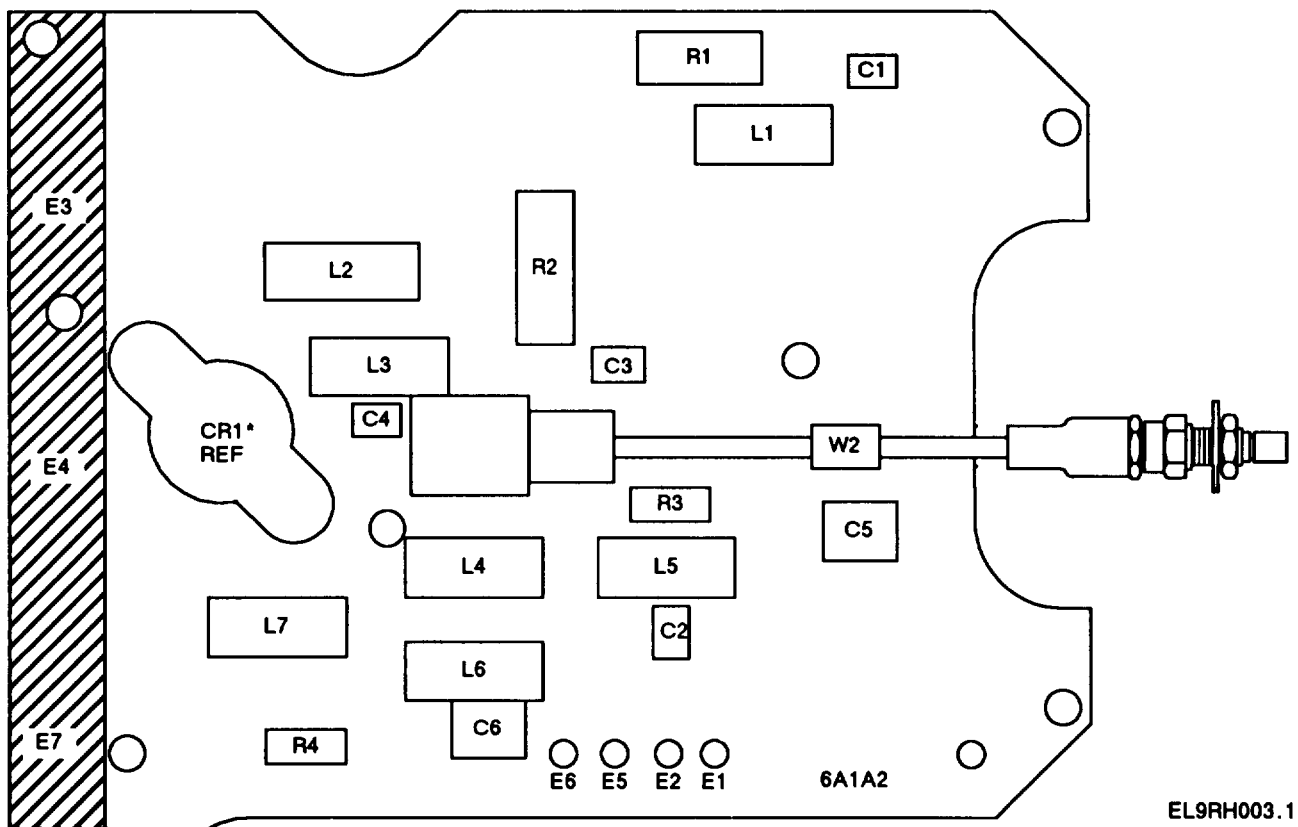 R1
C1
L1
E3
L2
R2
L3
C3
C4
CR1*
REF
W2
E4
R3
C5
L4
L5
L7
C2
L6
C6
E7
R4
E6 E5 E2 E1
6A1A2
EL9RH003.1